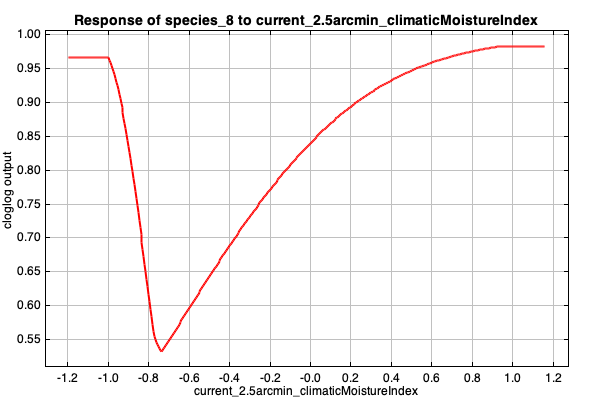 Response of species_8 to current_2.5arcmin_climaticMoistureIndex
1.00
0.95
0.90
0.85
0.80
0.75
0.70
0.65
0.60
0.55
cloglog output
-1.2 -1.0 -0.8 -0.6 -0.4 -0.2 -0.0 0.2 0.4 0.6 0.8 1.0 1.2
current_2.5arcmin_climaticMoistureIndex